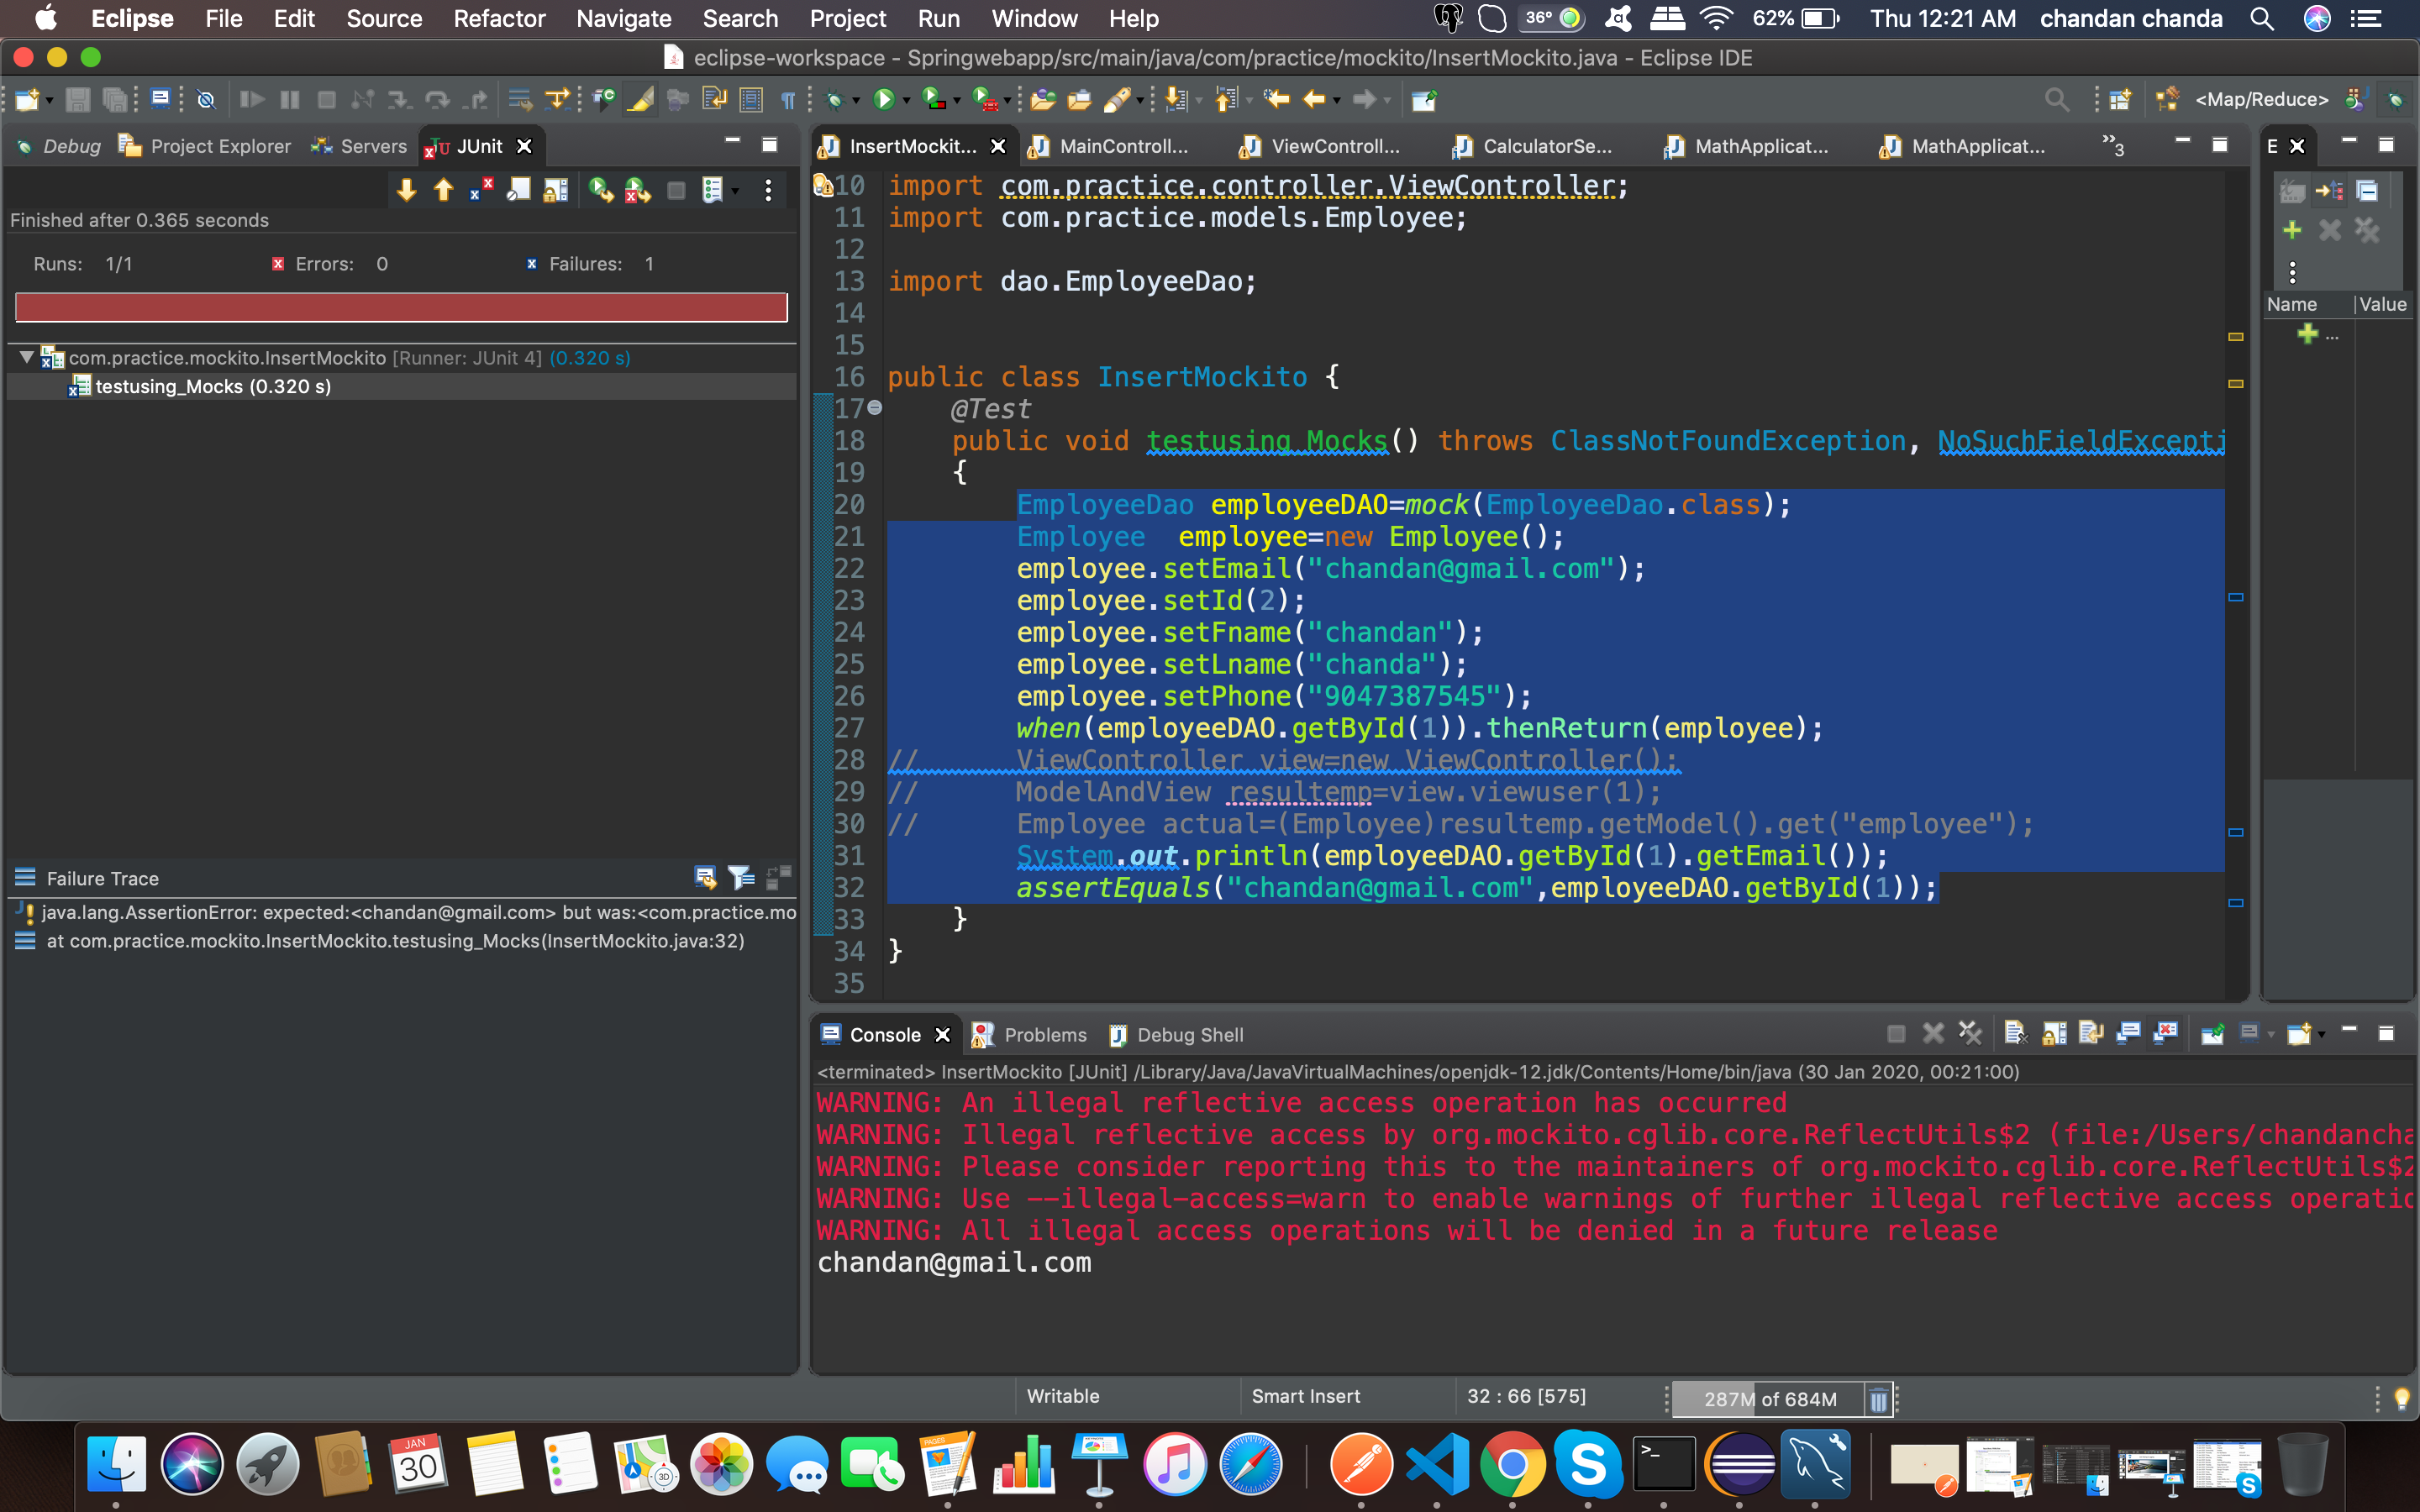 Eclipse File Edit Source Refactor Navigate Search Project Run Window Help 36° 62% Thu 12:21 AM chandan chanda
eclipse-workspace - Springwebapp/src/main/java/com/practice/mockito/InsertMockito.java - Eclipse IDE
<Map/Reduce>
Debug Project Explorer Servers JUnit
Finished after 0.365 seconds
Runs: 1/1 Errors: 0 Failures: 1
com.practice.mockito.InsertMockito [Runner: JUnit 4] (0.320 s)
testusing_Mocks (0.320 s)
Failure Trace
java.lang.AssertionError: expected:<chandan@gmail.com> but was:<com.practice.mo
at com.practice.mockito.InsertMockito.testusing_Mocks(InsertMockito.java:32)
InsertMockit... MainControll... ViewControll... CalculatorSe... MathApplicat... MathApplicat... »3
10 import com.practice.controller.ViewController;
11 import com.practice.models.Employee;
12
13 import dao.EmployeeDao;
14
15
16 public class InsertMockito {
17 @Test
18 public void testusing_Mocks() throws ClassNotFoundException, NoSuchFieldExcepti
19 {
20 EmployeeDao employeeDAO=mock(EmployeeDao.class);
21 Employee  employee=new Employee();
22 employee.setEmail("chandan@gmail.com");
23 employee.setId(2);
24 employee.setFname("chandan");
25 employee.setLname("chanda");
26 employee.setPhone("9047387545");
27 when(employeeDAO.getById(1)).thenReturn(employee);
28 // ViewController view=new ViewController();
29 // ModelAndView resultemp=view.viewuser(1);
30 // Employee actual=(Employee)resultemp.getModel().get("employee");
31 System.out.println(employeeDAO.getById(1).getEmail());
32 assertEquals("chandan@gmail.com",employeeDAO.getById(1));
33 }
34 }
35
E
Name Value
...
Console Problems Debug Shell
<terminated> InsertMockito [JUnit] /Library/Java/JavaVirtualMachines/openjdk-12.jdk/Contents/Home/bin/java (30 Jan 2020, 00:21:00)
WARNING: An illegal reflective access operation has occurred
WARNING: Illegal reflective access by org.mockito.cglib.core.ReflectUtils$2 (file:/Users/chandancha
WARNING: Please consider reporting this to the maintainers of org.mockito.cglib.core.ReflectUtils$2
WARNING: Use --illegal-access=warn to enable warnings of further illegal reflective access operatio
WARNING: All illegal access operations will be denied in a future release
chandan@gmail.com
Writable Smart Insert 32 : 66 [575] 287M of 684M
JAN
30
3D
PAGES
S
>_